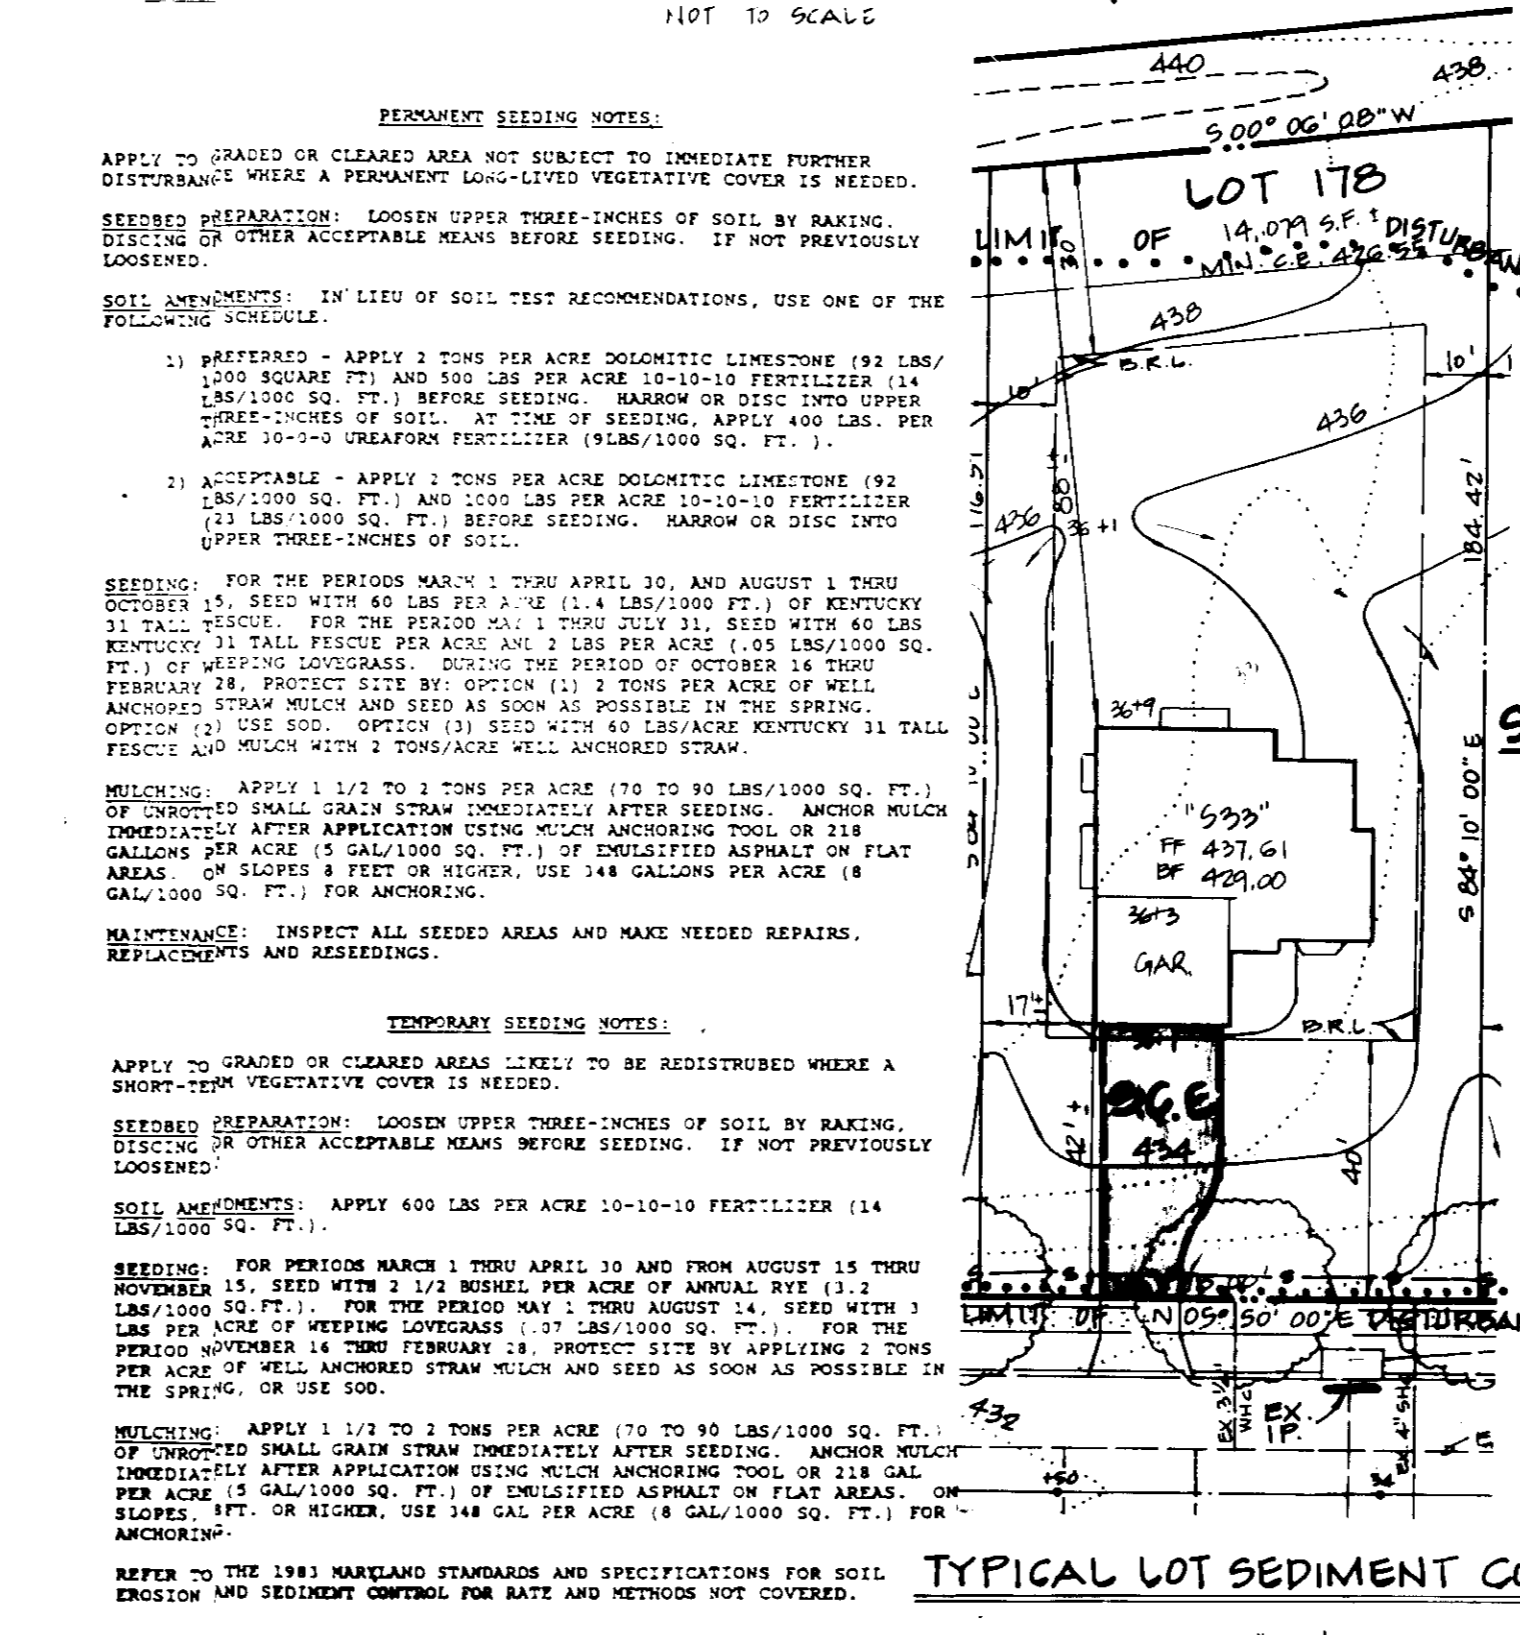 NOT TO SCALE
PERMANENT SEEDING NOTES:
APPLY TO GRADED OR CLEARED AREA NOT SUBJECT TO IMMEDIATE FURTHER
DISTURBANCE WHERE A PERMANENT LONG-LIVED VEGETATIVE COVER IS NEEDED.
SEEDBED PREPARATION: LOOSEN UPPER THREE-INCHES OF SOIL BY RAKING.
DISCING OR OTHER ACCEPTABLE MEANS BEFORE SEEDING. IF NOT PREVIOUSLY
LOOSENED.
SOIL AMENDMENTS: IN LIEU OF SOIL TEST RECOMMENDATIONS, USE ONE OF THE
FOLLOWING SCHEDULE.
1) PREFERRED - APPLY 2 TONS PER ACRE DOLOMITIC LIMESTONE (92 LBS/
1000 SQUARE FT) AND 500 LBS PER ACRE 10-10-10 FERTILIZER (14
LBS/1000 SQ. FT.) BEFORE SEEDING. HARROW OR DISC INTO UPPER
THREE-INCHES OF SOIL. AT TIME OF SEEDING, APPLY 400 LBS. PER
ACRE 30-0-0 UREAFORM FERTILIZER (9LBS/1000 SQ. FT. ).
2) ACCEPTABLE - APPLY 2 TONS PER ACRE DOLOMITIC LIMESTONE (92
LBS/1000 SQ. FT.) AND 1000 LBS PER ACRE 10-10-10 FERTILIZER
(23 LBS/1000 SQ. FT.) BEFORE SEEDING. HARROW OR DISC INTO
UPPER THREE-INCHES OF SOIL.
SEEDING: FOR THE PERIODS MARCH 1 THRU APRIL 30, AND AUGUST 1 THRU
OCTOBER 15, SEED WITH 60 LBS PER ACRE (1.4 LBS/1000 FT.) OF KENTUCKY
31 TALL FESCUE. FOR THE PERIOD MAY 1 THRU JULY 31, SEED WITH 60 LBS
KENTUCKY 31 TALL FESCUE PER ACRE AND 2 LBS PER ACRE (.05 LBS/1000 SQ.
FT.) OF WEEPING LOVEGRASS. DURING THE PERIOD OF OCTOBER 16 THRU
FEBRUARY 28, PROTECT SITE BY: OPTION (1) 2 TONS PER ACRE OF WELL
ANCHORED STRAW MULCH AND SEED AS SOON AS POSSIBLE IN THE SPRING.
OPTION (2) USE SOD. OPTION (3) SEED WITH 60 LBS/ACRE KENTUCKY 31 TALL
FESCUE AND MULCH WITH 2 TONS/ACRE WELL ANCHORED STRAW.
MULCHING: APPLY 1 1/2 TO 2 TONS PER ACRE (70 TO 90 LBS/1000 SQ. FT.)
OF UNROTTED SMALL GRAIN STRAW IMMEDIATELY AFTER SEEDING. ANCHOR MULCH
IMMEDIATELY AFTER APPLICATION USING MULCH ANCHORING TOOL OR 218
GALLONS PER ACRE (5 GAL/1000 SQ. FT.) OF EMULSIFIED ASPHALT ON FLAT
AREAS. ON SLOPES 8 FEET OR HIGHER, USE 348 GALLONS PER ACRE (8
GAL/1000 SQ. FT.) FOR ANCHORING.
MAINTENANCE: INSPECT ALL SEEDED AREAS AND MAKE NEEDED REPAIRS,
REPLACEMENTS AND RESEEDINGS.
TEMPORARY SEEDING NOTES:
APPLY TO GRADED OR CLEARED AREAS LIKELY TO BE REDISTRUBED WHERE A
SHORT-TERM VEGETATIVE COVER IS NEEDED.
SEEDBED PREPARATION: LOOSEN UPPER THREE-INCHES OF SOIL BY RAKING,
DISCING OR OTHER ACCEPTABLE MEANS BEFORE SEEDING. IF NOT PREVIOUSLY
LOOSENED.
SOIL AMENDMENTS: APPLY 600 LBS PER ACRE 10-10-10 FERTILIZER (14
LBS/1000 SQ. FT.).
SEEDING: FOR PERIODS MARCH 1 THRU APRIL 30 AND FROM AUGUST 15 THRU
NOVEMBER 15, SEED WITH 2 1/2 BUSHEL PER ACRE OF ANNUAL RYE (3.2
LBS/1000 SQ.FT.). FOR THE PERIOD MAY 1 THRU AUGUST 14, SEED WITH 3
LBS PER ACRE OF WEEPING LOVEGRASS (.07 LBS/1000 SQ. FT.). FOR THE
PERIOD NOVEMBER 16 THRU FEBRUARY 28, PROTECT SITE BY APPLYING 2 TONS
PER ACRE OF WELL ANCHORED STRAW MULCH AND SEED AS SOON AS POSSIBLE IN
THE SPRING, OR USE SOD.
MULCHING: APPLY 1 1/2 TO 2 TONS PER ACRE (70 TO 90 LBS/1000 SQ. FT.)
OF UNROTTED SMALL GRAIN STRAW IMMEDIATELY AFTER SEEDING. ANCHOR MULCH
IMMEDIATELY AFTER APPLICATION USING MULCH ANCHORING TOOL OR 218 GAL
PER ACRE (5 GAL/1000 SQ. FT.) OF EMULSIFIED ASPHALT ON FLAT AREAS. ON
SLOPES, 8FT. OR HIGHER, USE 348 GAL PER ACRE (8 GAL/1000 SQ. FT.) FOR
ANCHORING.
REFER TO THE 1983 MARYLAND STANDARDS AND SPECIFICATIONS FOR SOIL
EROSION AND SEDIMENT CONTROL FOR RATE AND METHODS NOT COVERED.
440
438
S 00° 06' 08" W
LOT 178
14,079 S.F. ±
LIMIT OF DISTURBAN
MIN. C.E. 426.55
30
438
B.R.L.
10'
10'
436
116.51
88'±
436
36+1
184.42'
S 84° 10' 00" E
36+9
"S33"
FF 437.61
BF 429.00
36+3
GAR.
17'±
B.R.L.
S.C.E
434
42'±
40'
LIMIT OF N 05° 50' 00" E DISTURBAN
432
EX 3/4" WHC
EX I.P.
EX 4" SHC
+50
34
TYPICAL LOT SEDIMENT CO